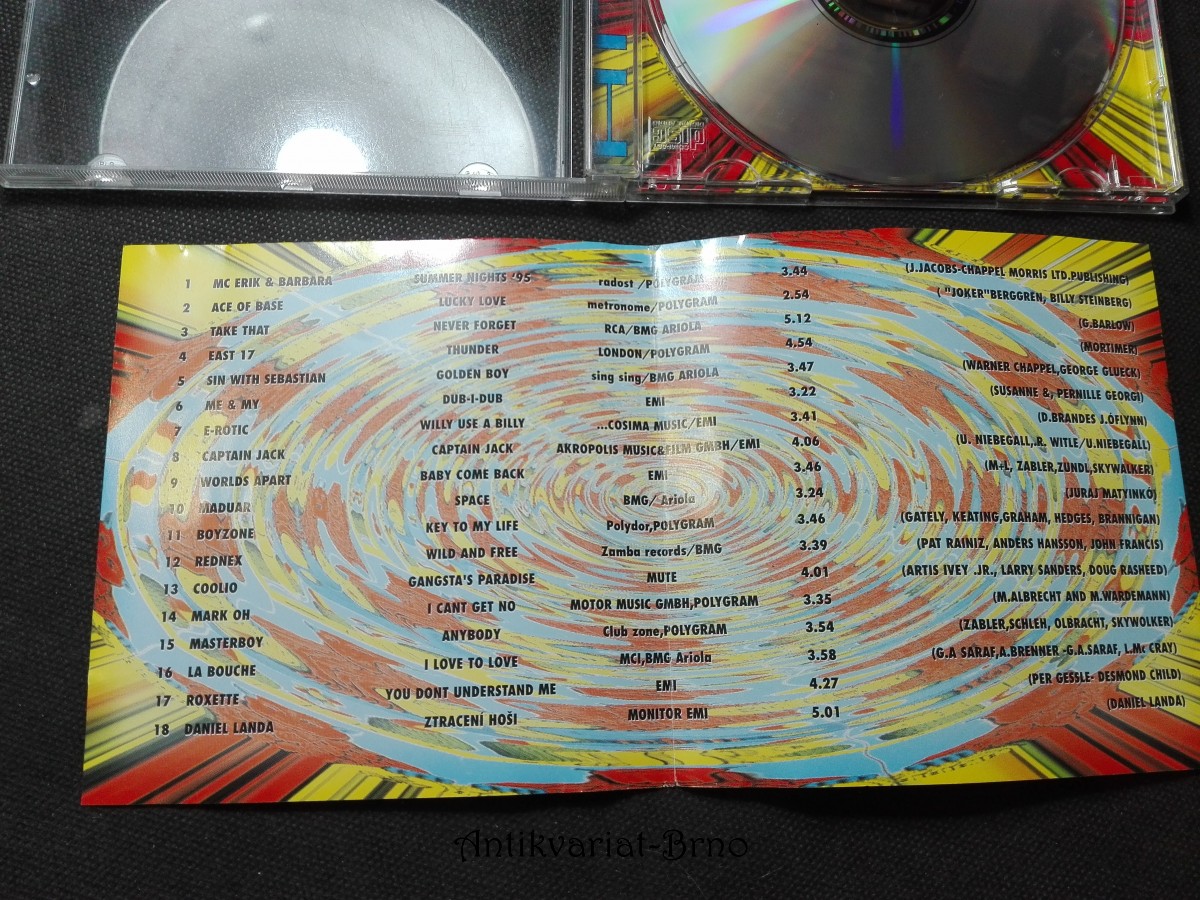 COMPACT
disc
1 MC ERIK & BARBARA SUMMER NIGHTS '95 radost /POLYGRAM 3.44 (J.JACOBS-CHAPPEL MORRIS LTD.PUBLISHING)
2 ACE OF BASE LUCKY LOVE metronome/POLYGRAM 2.54 ( "JOKER"BERGGREN, BILLY STEINBERG)
3 TAKE THAT NEVER FORGET RCA/BMG ARIOLA 5.12 (G.BARLOW)
4 EAST 17 THUNDER LONDON/POLYGRAM 4.54 (MORTIMER)
5 SIN WITH SEBASTIAN GOLDEN BOY sing sing/BMG ARIOLA 3.47 (WARNER CHAPPEL,GEORGE GLUECK)
6 ME & MY DUB-I-DUB EMI 3.22 (SUSANNE &, PERNILLE GEORGI)
7 E-ROTIC WILLY USE A BILLY ...COSIMA MUSIC/EMI 3.41 (D.BRANDES J.ÓFLYNN)
8 CAPTAIN JACK CAPTAIN JACK AKROPOLIS MUSIC&FILM GMBH/EMI 4.06 (U. NIEBEGALL,.R. WITLE/U.NIEBEGALL)
9 WORLDS APART BABY COME BACK EMI 3.46 (M+L, ZABLER,ZÜNDL,SKYWALKER)
10 MADUAR SPACE BMG/Ariola 3.24 (JURAJ MATYINKÓ)
11 BOYZONE KEY TO MY LIFE Polydor,POLYGRAM 3.46 (GATELY, KEATING,GRAHAM, HEDGES, BRANNIGAN)
12 REDNEX WILD AND FREE Zamba records/BMG 3.39 (PAT RAINIZ, ANDERS HANSSON, JOHN FRANCIS)
13 COOLIO GANGSTA'S PARADISE MUTE 4.01 (ARTIS IVEY .JR., LARRY SANDERS, DOUG RASHEED)
14 MARK OH I CANT GET NO MOTOR MUSIC GMBH,POLYGRAM 3.35 (M.ALBRECHT AND M.WARDEMANN)
15 MASTERBOY ANYBODY Club zone,POLYGRAM 3.54 (ZABLER,SCHLEH, OLBRACHT, SKYWOLKER)
16 LA BOUCHE I LOVE TO LOVE MCI,BMG Ariola 3.58 (G.A SARAF,A.BRENNER -G.A.SARAF, L.Mc CRAY)
17 ROXETTE YOU DONT UNDERSTAND ME EMI 4.27 (PER GESSLE- DESMOND CHILD)
18 DANIEL LANDA ZTRACENÍ HOŠI MONITOR EMI 5.01 (DANIEL LANDA)
Antikvariat-Brno